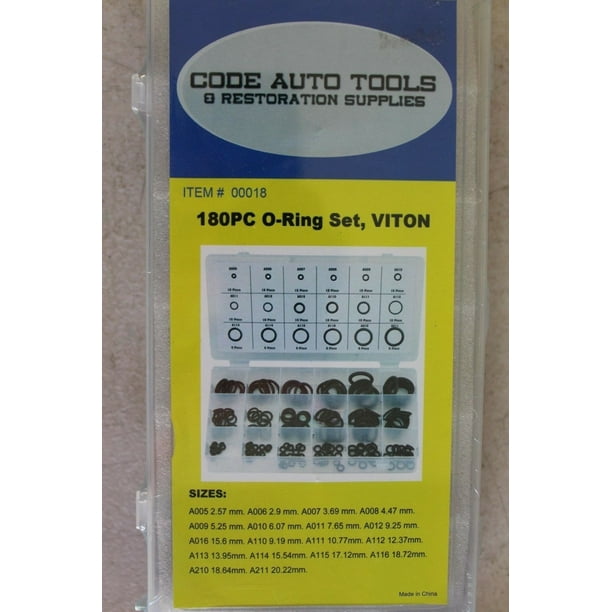 CODE AUTO TOOLS
& RESTORATION SUPPLIES
ITEM # 00018
180PC O-Ring Set, VITON
SIZES:
A005 2.57 mm. A006 2.9 mm. A007 3.69 mm. A008 4.47 mm.
A009 5.25 mm. A010 6.07 mm. A011 7.65 mm. A012 9.25 mm.
A016 15.6 mm. A110 9.19 mm. A111 10.77mm. A112 12.37mm.
A113 13.95mm. A114 15.54mm. A115 17.12mm. A116 18.72mm.
A210 18.64mm. A211 20.22mm.
Made in China